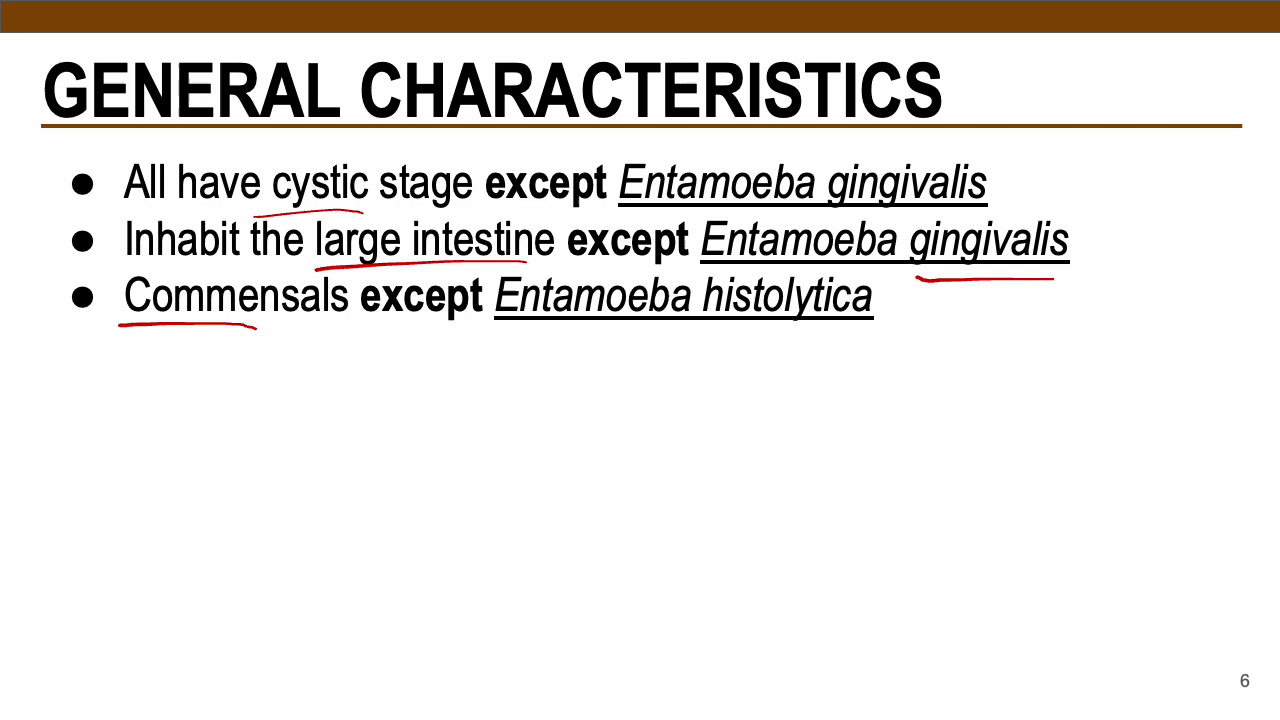 GENERAL CHARACTERISTICS
● All have cystic stage except Entamoeba gingivalis
● Inhabit the large intestine except Entamoeba gingivalis
● Commensals except Entamoeba histolytica
6